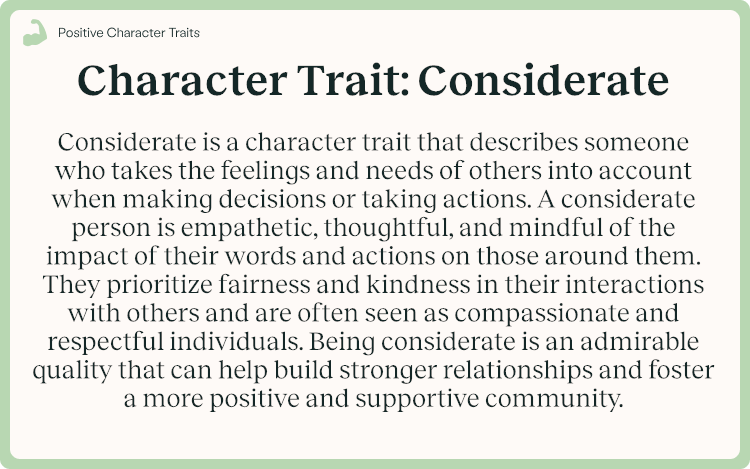 Positive Character Traits
Character Trait: Considerate
Considerate is a character trait that describes someone
who takes the feelings and needs of others into account
when making decisions or taking actions. A considerate
person is empathetic, thoughtful, and mindful of the
impact of their words and actions on those around them.
They prioritize fairness and kindness in their interactions
with others and are often seen as compassionate and
respectful individuals. Being considerate is an admirable
quality that can help build stronger relationships and foster
a more positive and supportive community.